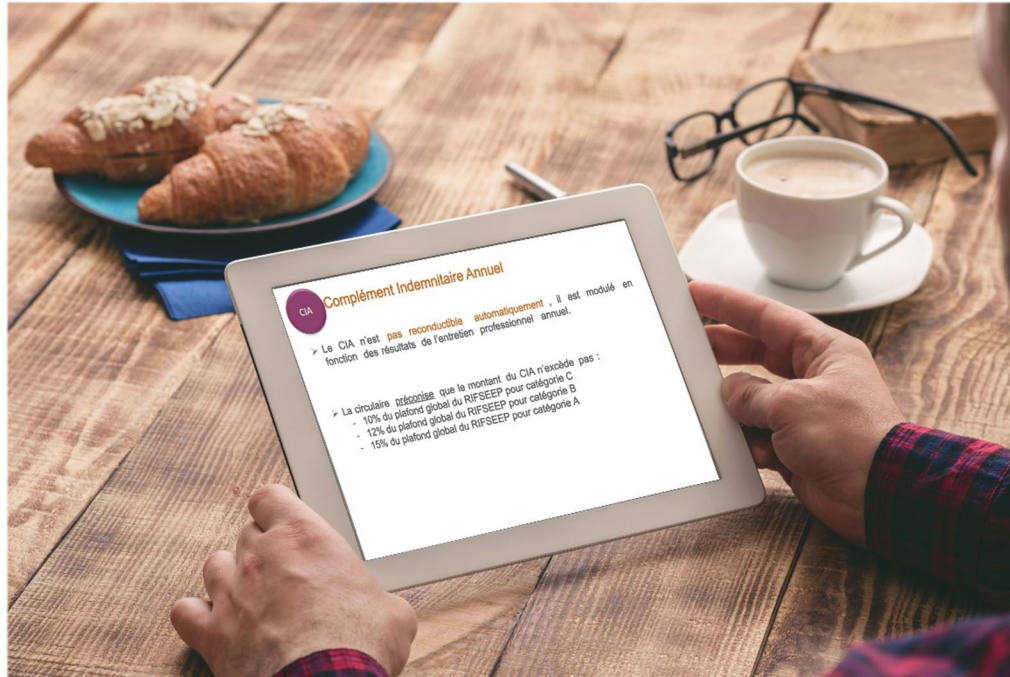 CIA
Complément Indemnitaire Annuel
➢ Le CIA n'est pas reconductible automatiquement , il est modulé en
fonction des résultats de l'entretien professionnel annuel.
➢ La circulaire préconise que le montant du CIA n'excède pas :
- 10% du plafond global du RIFSEEP pour catégorie C
- 12% du plafond global du RIFSEEP pour catégorie B
- 15% du plafond global du RIFSEEP pour catégorie A